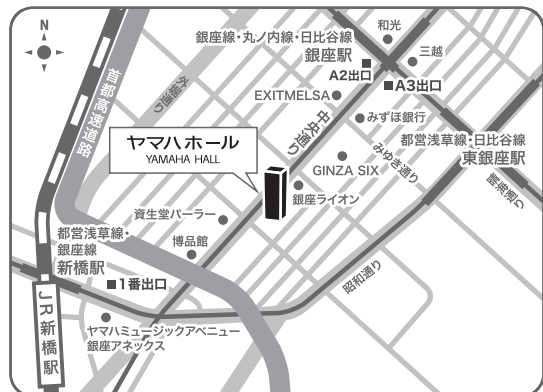 N
和光
銀座線・丸ノ内線・日比谷線
銀座駅
三越
A2出口
A3出口
EXITMELSA
外堀通り
首都高速道路
中央通り
みずほ銀行
ヤマハホール
YAMAHA HALL
都営浅草線・日比谷線
東銀座駅
みゆき通り
GINZA SIX
晴海通り
銀座ライオン
資生堂パーラー
都営浅草線・
銀座線
新橋駅
博品館
昭和通り
1番出口
JR新橋駅
ヤマハミュージックアベニュー
銀座アネックス